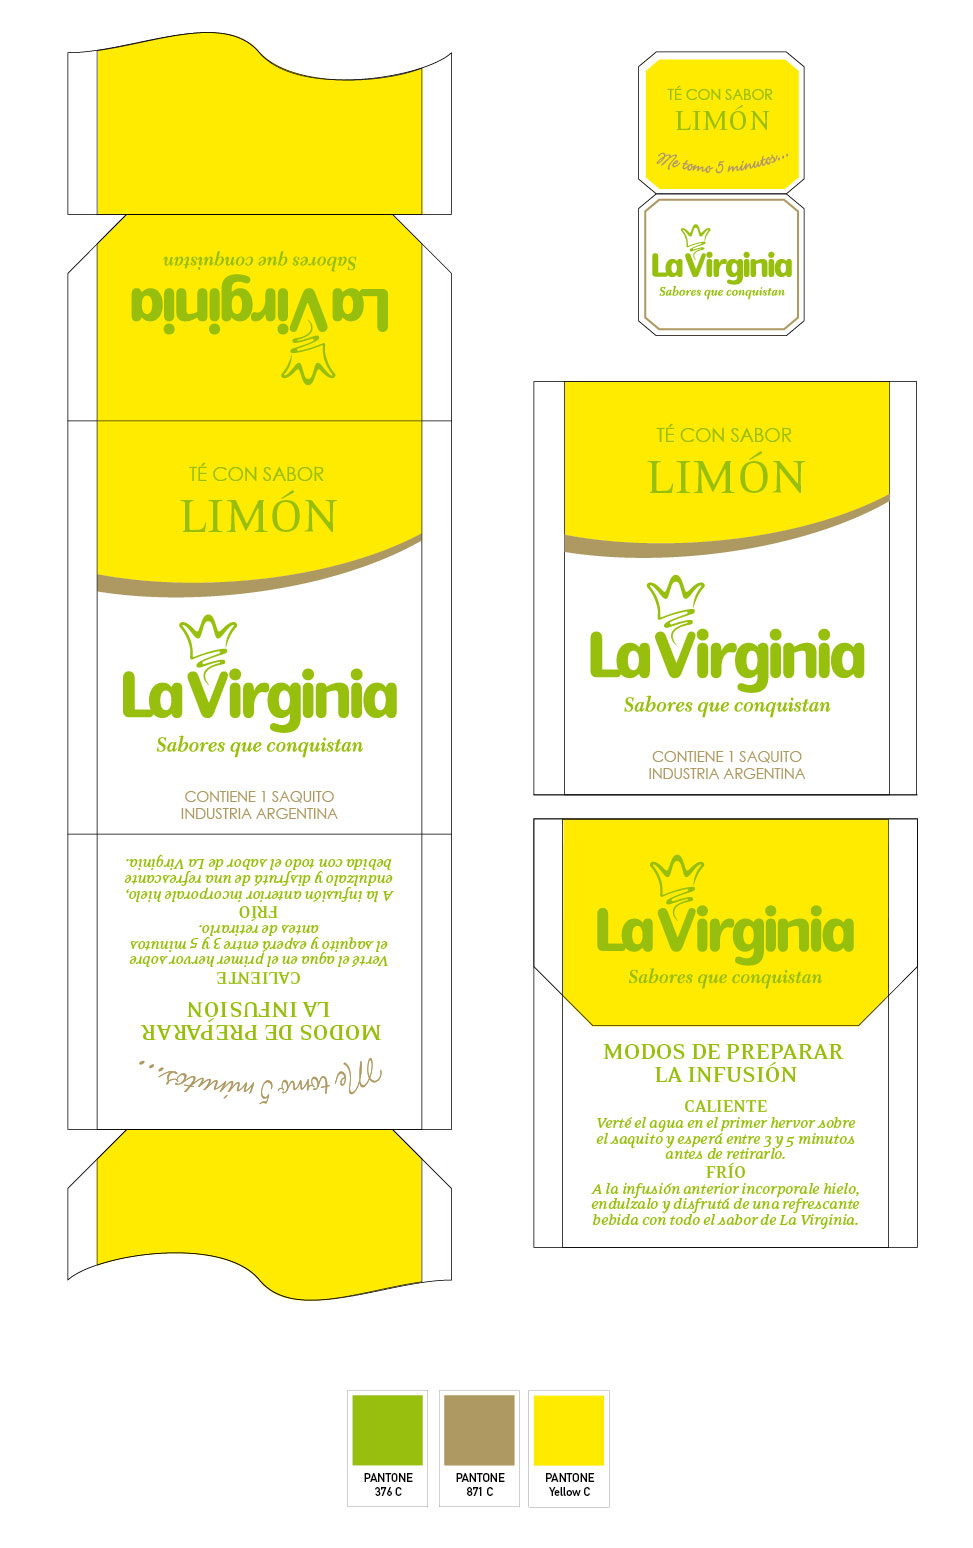 Sabores que conquistan
La Virginia
TÉ CON SABOR
LIMÓN
La Virginia
Sabores que conquistan
CONTIENE 1 SAQUITO
INDUSTRIA ARGENTINA
Me tomo 5 minutos...
MODOS DE PREPARAR
LA INFUSIÓN
CALIENTE
Verté el agua en el primer hervor sobre
el saquito y esperá entre 3 y 5 minutos
antes de retirarlo.
FRÍO
A la infusión anterior incorporale hielo,
endulzalo y disfrutá de una refrescante
bebida con todo el sabor de La Virginia.
TÉ CON SABOR
LIMÓN
Me tomo 5 minutos...
La Virginia
Sabores que conquistan
TÉ CON SABOR
LIMÓN
La Virginia
Sabores que conquistan
CONTIENE 1 SAQUITO
INDUSTRIA ARGENTINA
La Virginia
Sabores que conquistan
MODOS DE PREPARAR
LA INFUSIÓN
CALIENTE
Verté el agua en el primer hervor sobre
el saquito y esperá entre 3 y 5 minutos
antes de retirarlo.
FRÍO
A la infusión anterior incorporale hielo,
endulzalo y disfrutá de una refrescante
bebida con todo el sabor de La Virginia.
PANTONE
376 C
PANTONE
871 C
PANTONE
Yellow C